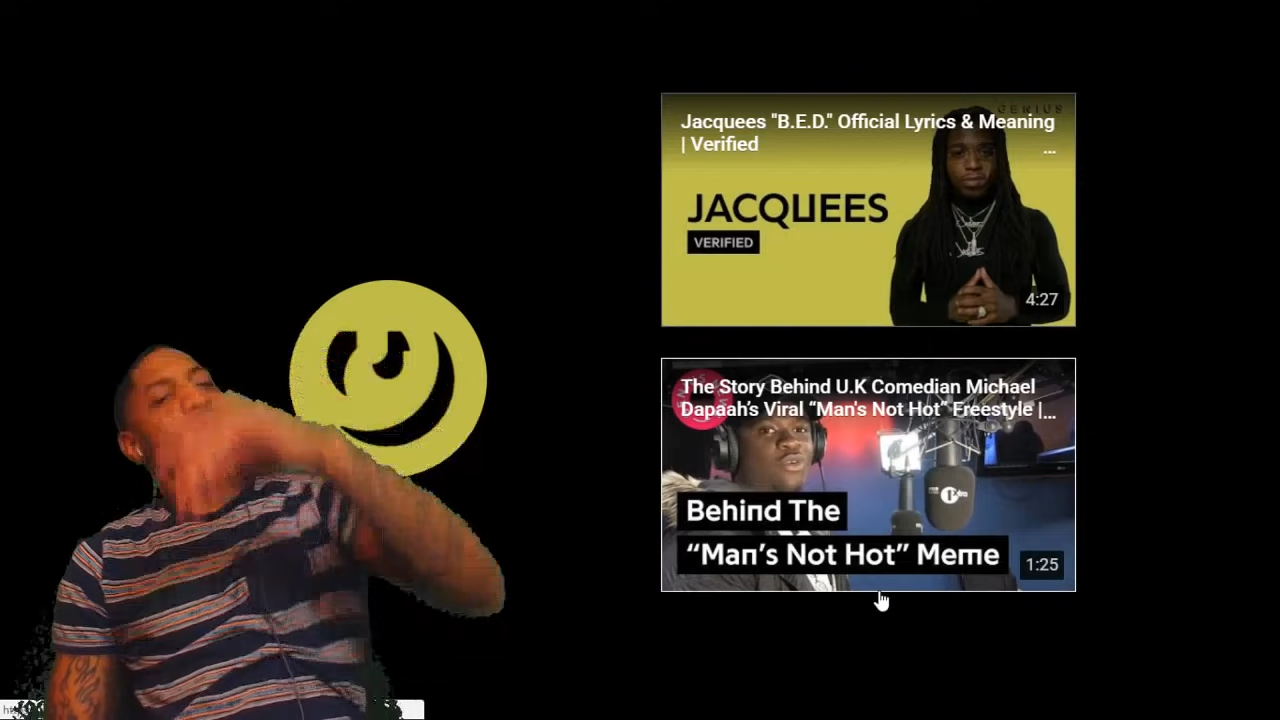 GENIUS
Jacquees "B.E.D." Official Lyrics & Meaning
| Verified
...
JACQUEES
VERIFIED
4:27
The Story Behind U.K Comedian Michael
Dapaah’s Viral “Man's Not Hot” Freestyle |...
Behind The
“Man’s Not Hot” Meme
1:25